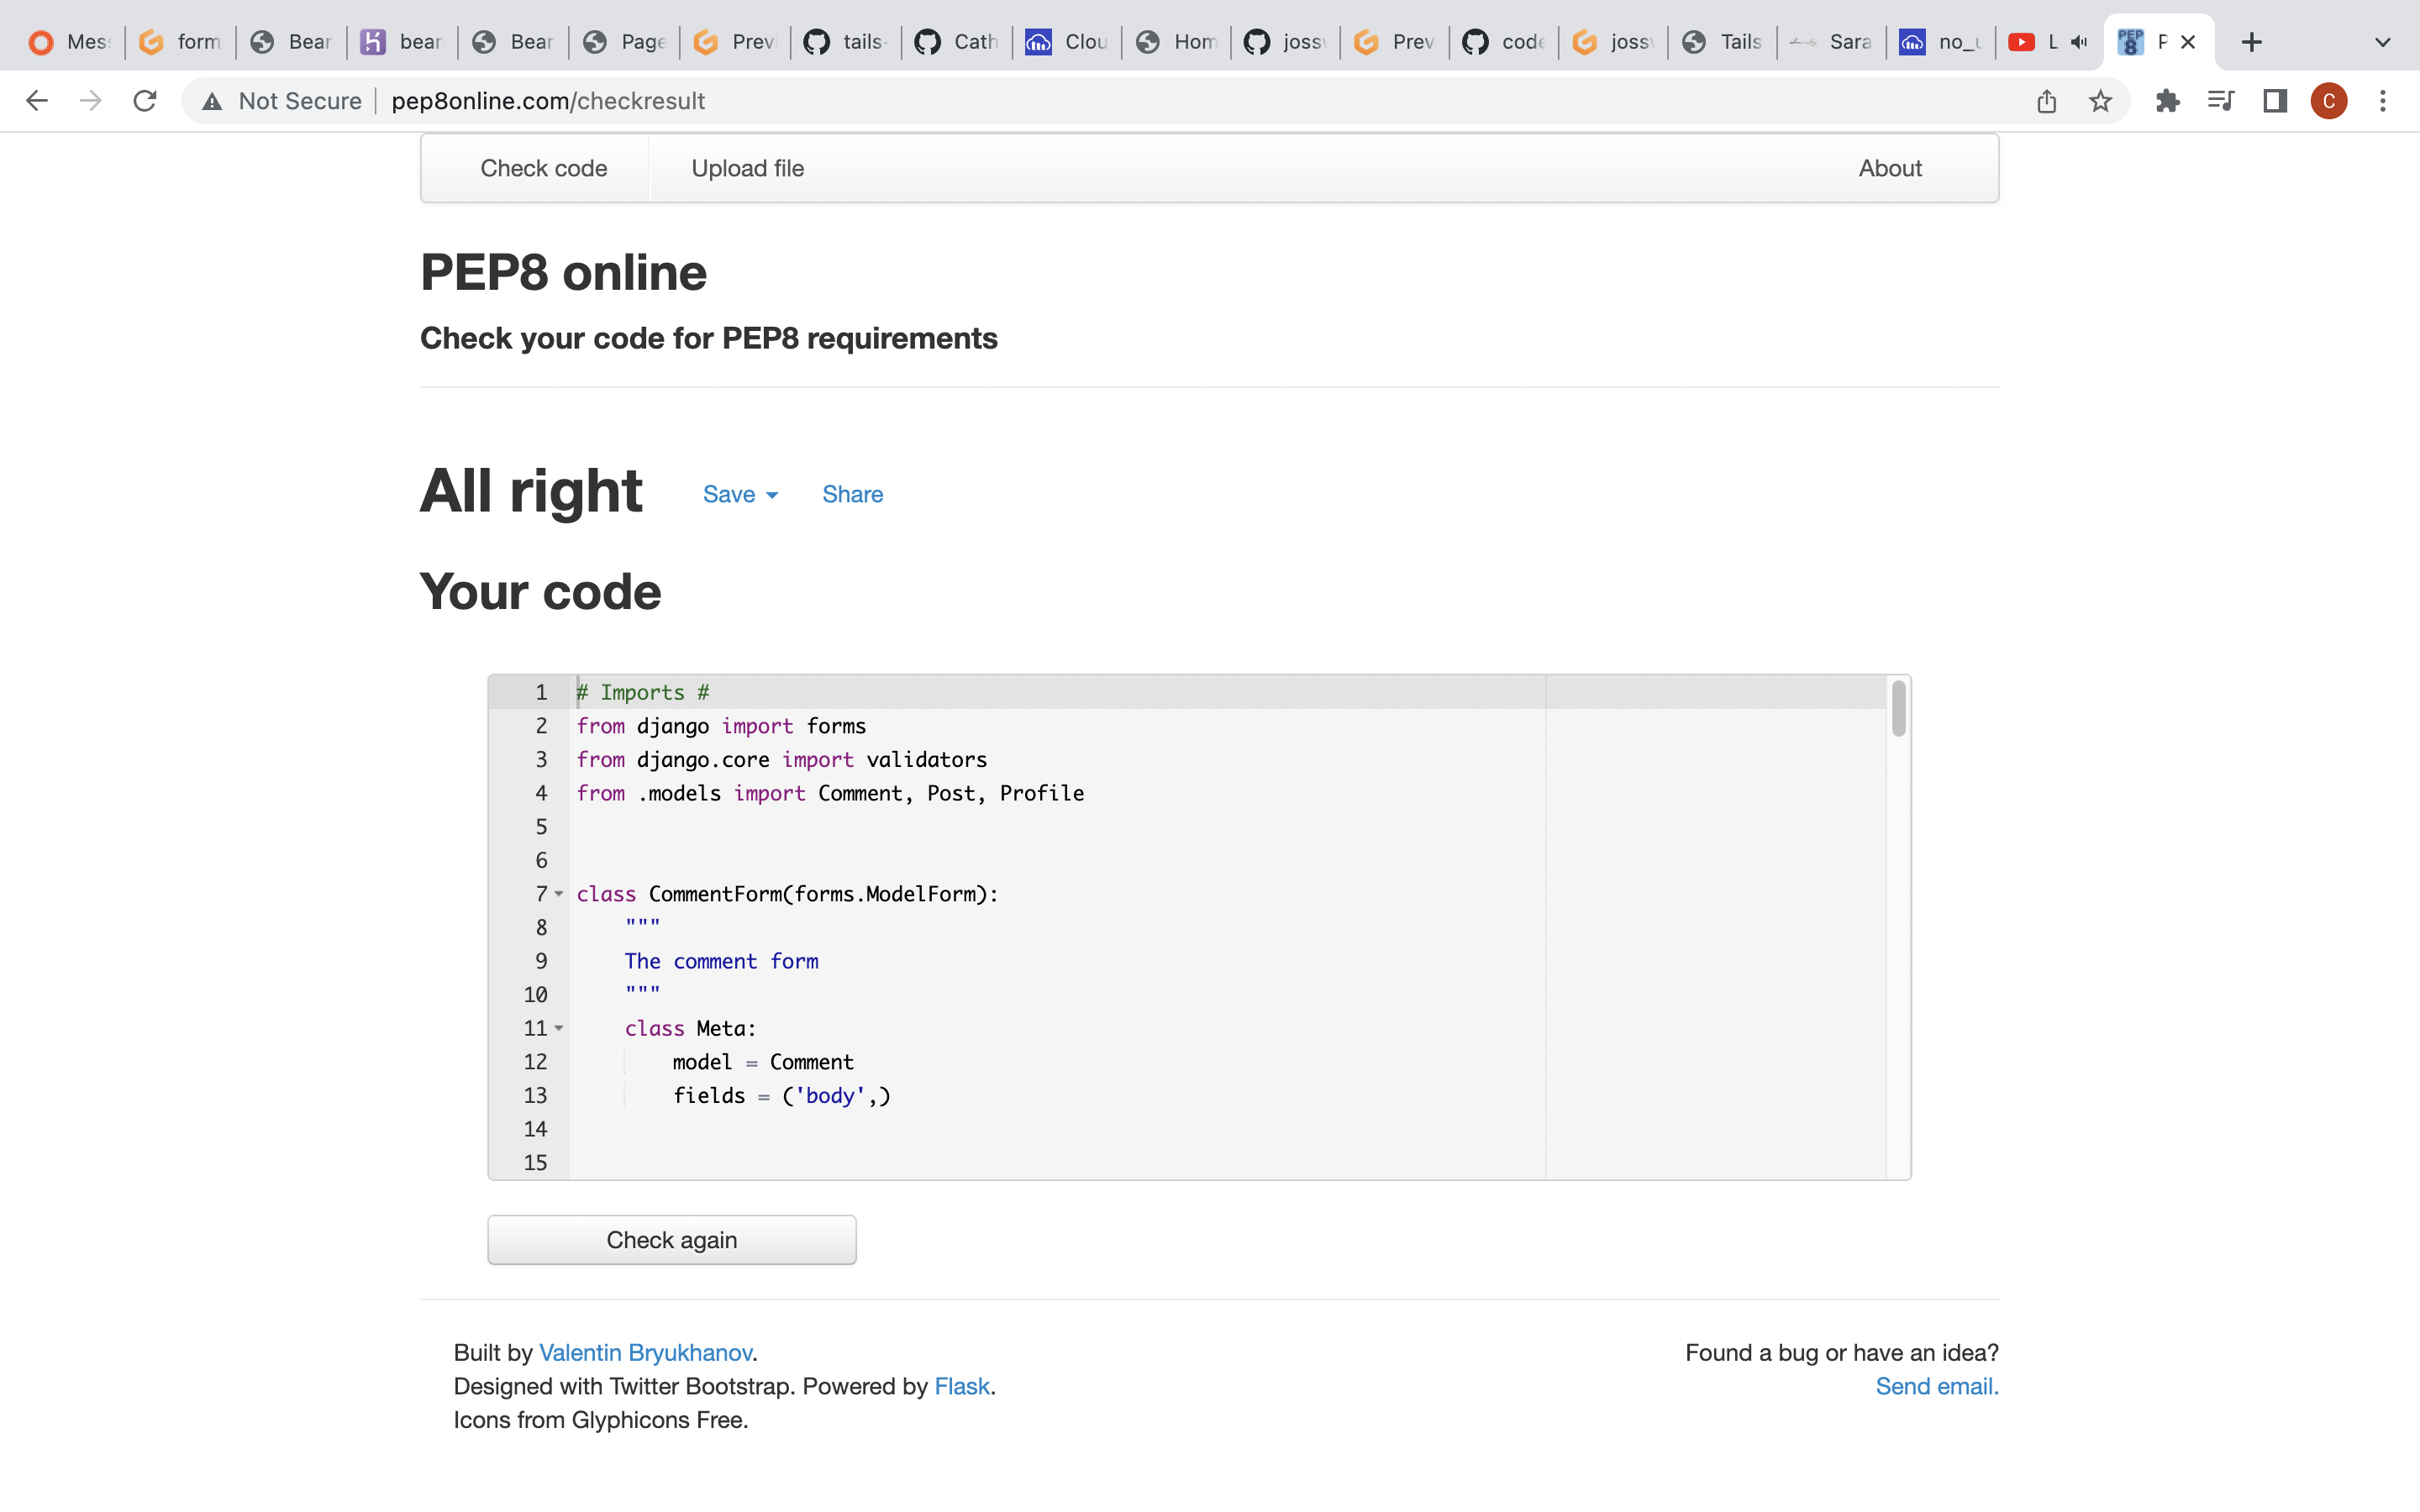 Mes form Bear bear Bear Page Previ tails- Cath Clou Hom joss Prev code joss Tails Sara no_u L P
Not Secure pep8online.com/checkresult C
Check code Upload file About
PEP8 online
Check your code for PEP8 requirements
All right Save Share
Your code
1 # Imports #
2 from django import forms
3 from django.core import validators
4 from .models import Comment, Post, Profile
5
6
7 class CommentForm(forms.ModelForm):
8 """
9 The comment form
10 """
11 class Meta:
12 model = Comment
13 fields = ('body',)
14
15
Check again
Built by Valentin Bryukhanov.
Designed with Twitter Bootstrap. Powered by Flask.
Icons from Glyphicons Free.
Found a bug or have an idea?
Send email.